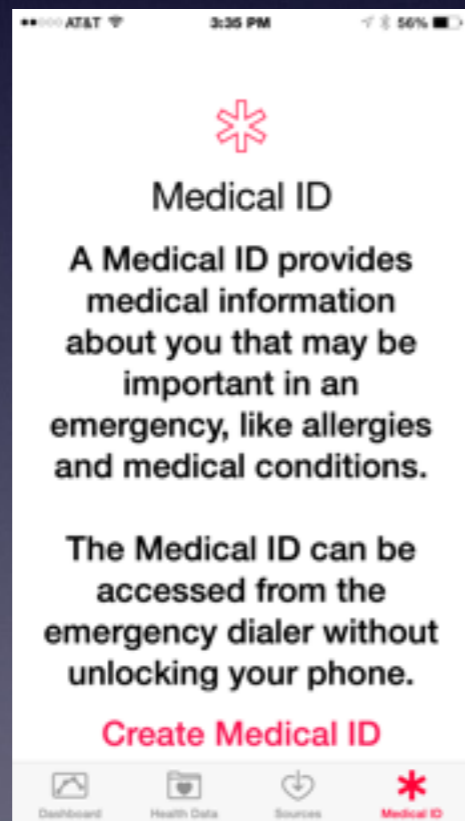 AT&T 3:35 PM 56%
Medical ID
A Medical ID provides
medical information
about you that may be
important in an
emergency, like allergies
and medical conditions.
The Medical ID can be
accessed from the
emergency dialer without
unlocking your phone.
Create Medical ID
Dashboard Health Data Sources Medical ID